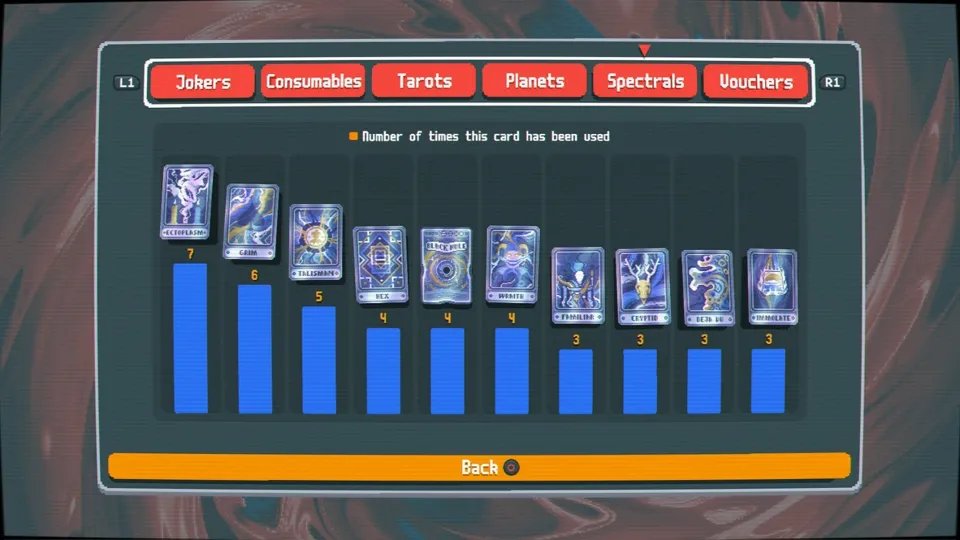 L1
Jokers
Consumables
Tarots
Planets
Spectrals
Vouchers
R1
Number of times this card has been used
ECTOPLASM
7
GRIM
6
TALISMAN
5
HEX
4
BLACK HOLE
4
WRAITH
4
FAMILIAR
3
CRYPTID
3
DEJA VU
3
IMMOLATE
3
Back